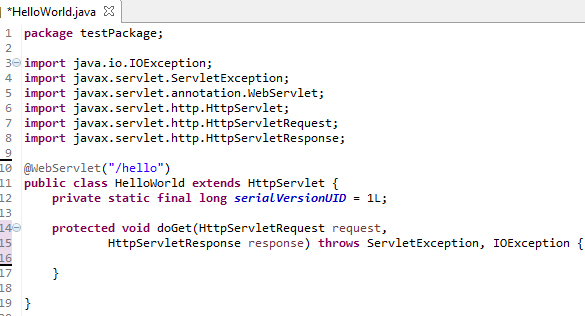 *HelloWorld.java
1 package testPackage;
2
3 import java.io.IOException;
4 import javax.servlet.ServletException;
5 import javax.servlet.annotation.WebServlet;
6 import javax.servlet.http.HttpServlet;
7 import javax.servlet.http.HttpServletRequest;
8 import javax.servlet.http.HttpServletResponse;
9
10 @WebServlet("/hello")
11 public class HelloWorld extends HttpServlet {
12     private static final long serialVersionUID = 1L;
13
14     protected void doGet(HttpServletRequest request,
15             HttpServletResponse response) throws ServletException, IOException {
16
17     }
18
19 }